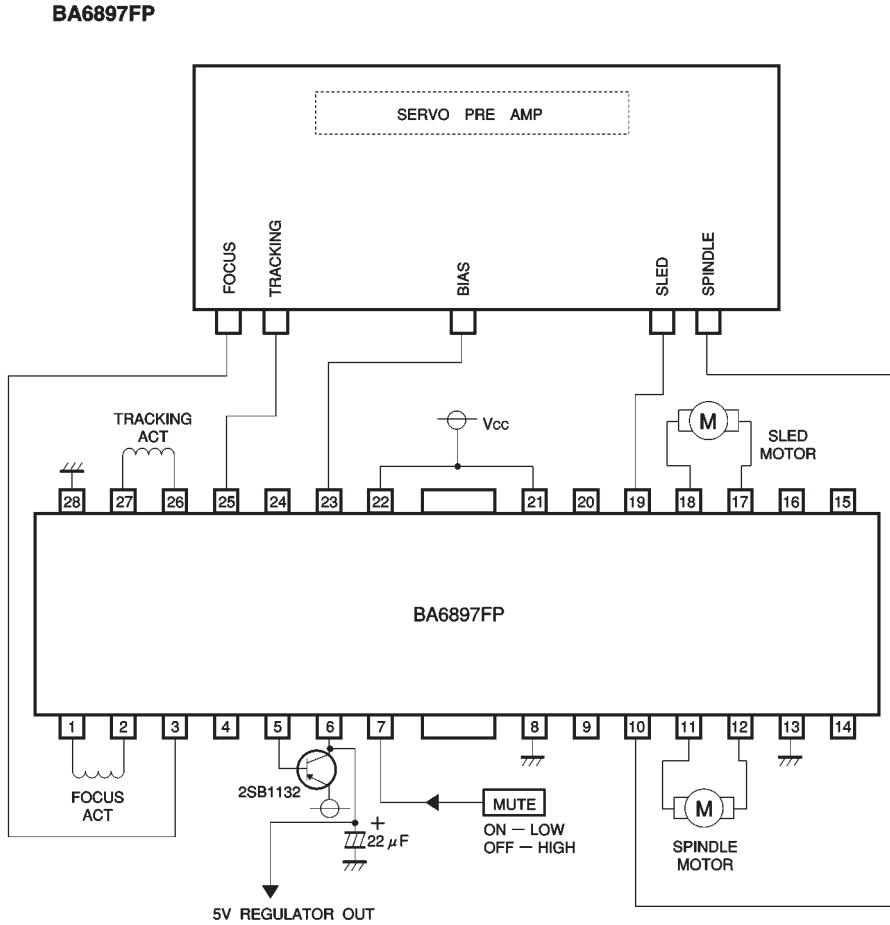 BA6897FP
SERVO PRE AMP
FOCUS
TRACKING
BIAS
SLED
SPINDLE
TRACKING
ACT
Vcc
M
SLED
MOTOR
28 27 26 25 24 23 22 21 20 19 18 17 16 15
BA6897FP
1 2 3 4 5 6 7 8 9 10 11 12 13 14
FOCUS
ACT
2SB1132
+
22 μF
MUTE
ON — LOW
OFF — HIGH
M
SPINDLE
MOTOR
5V REGULATOR OUT